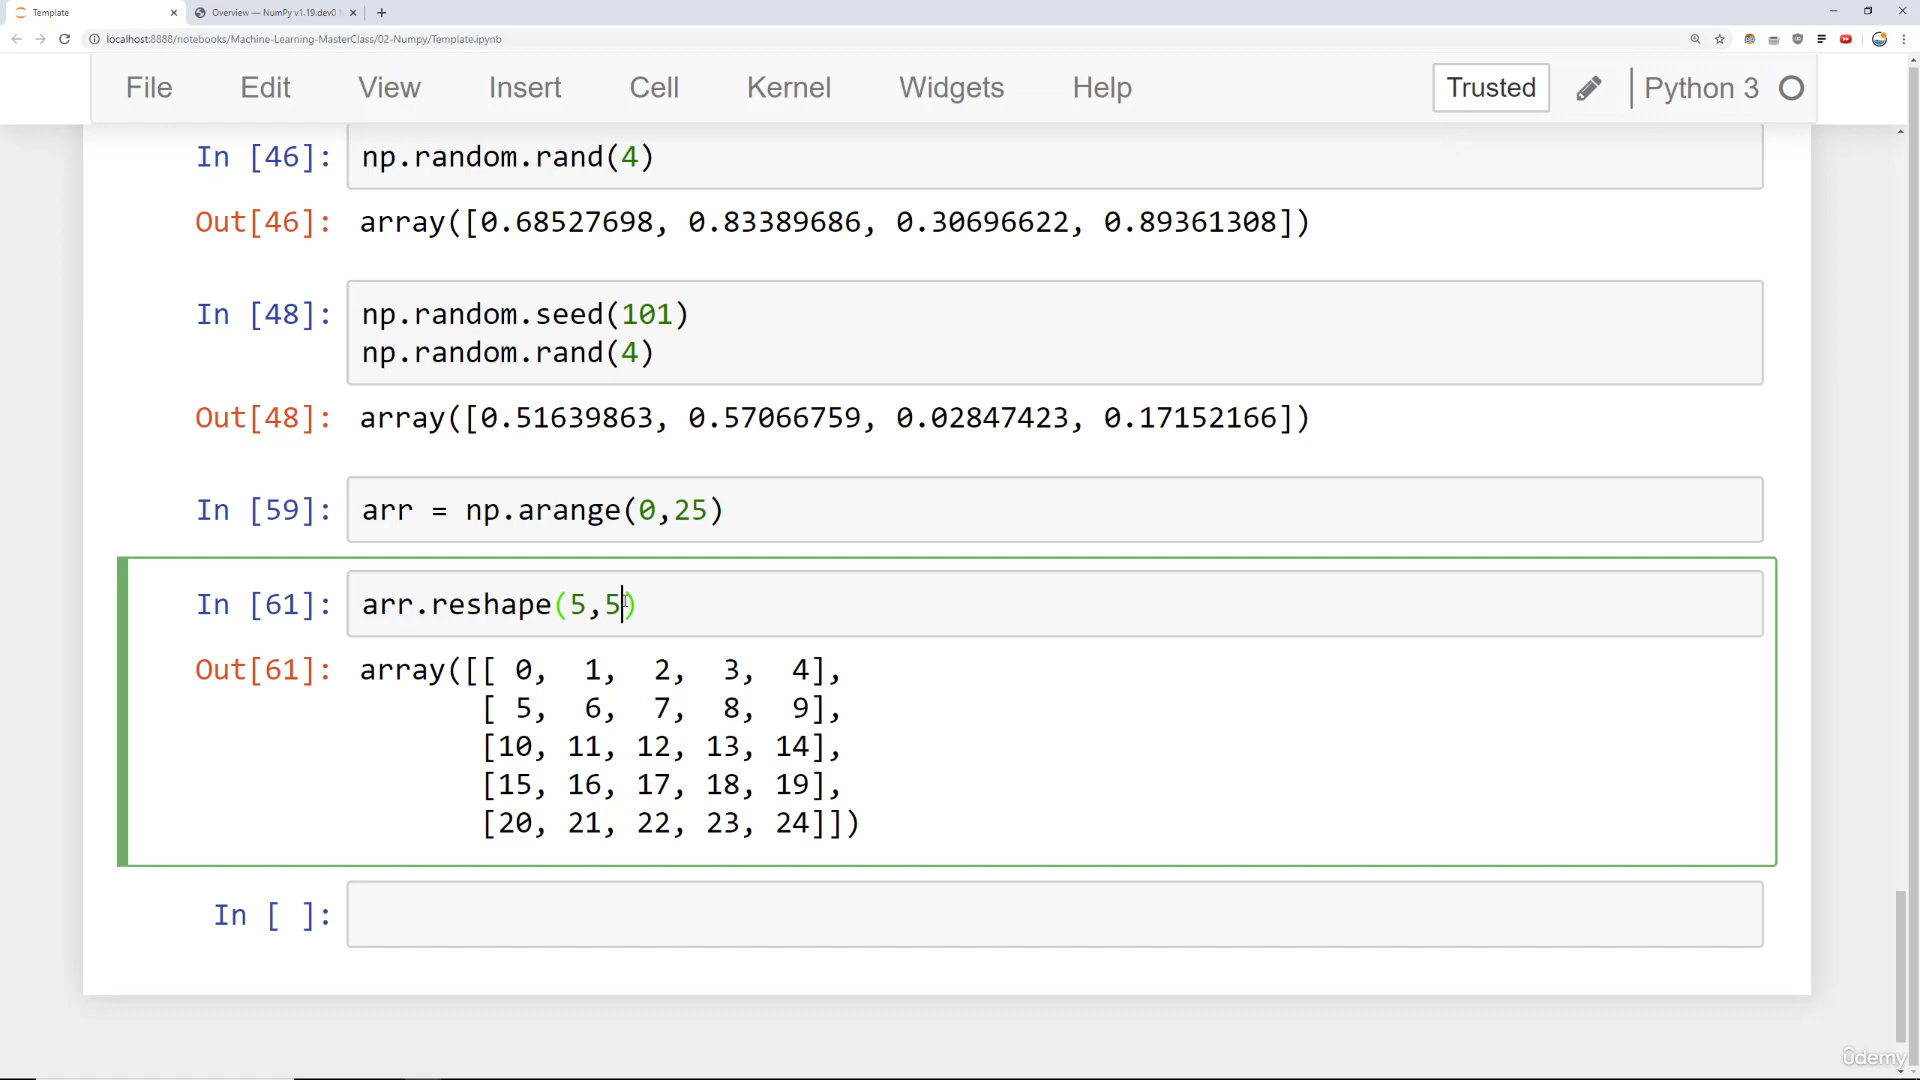 Template
Overview — NumPy v1.19.dev0
localhost:8888/notebooks/Machine-Learning-MasterClass/02-Numpy/Template.ipynb
File Edit View Insert Cell Kernel Widgets Help Trusted Python 3
In [46]: np.random.rand(4)
Out[46]: array([0.68527698, 0.83389686, 0.30696622, 0.89361308])
In [48]: np.random.seed(101)
np.random.rand(4)
Out[48]: array([0.51639863, 0.57066759, 0.02847423, 0.17152166])
In [59]: arr = np.arange(0,25)
In [61]: arr.reshape(5,5)
Out[61]: array([[ 0,  1,  2,  3,  4],
[ 5,  6,  7,  8,  9],
[10, 11, 12, 13, 14],
[15, 16, 17, 18, 19],
[20, 21, 22, 23, 24]])
In [ ]:
ûdemy